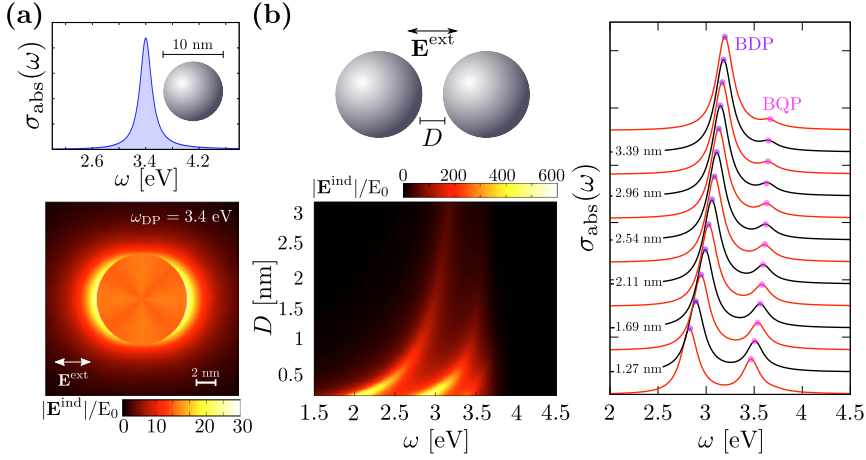 (a)
10 nm
σabs(ω)
2.6 3.4 4.2
ω [eV]
ωDP = 3.4 eV
Eext
2 nm
|Eind|/E0
0 10 20 30
(b)
Eext
D
|Eind|/E0 0 200 400 600
D [nm]
3
2.5
2
1.5
1
0.5
1.5 2 2.5 3 3.5 4 4.5
ω [eV]
BDP
BQP
σabs(ω)
3.39 nm
2.96 nm
2.54 nm
2.11 nm
1.69 nm
1.27 nm
2 2.5 3 3.5 4 4.5
ω [eV]